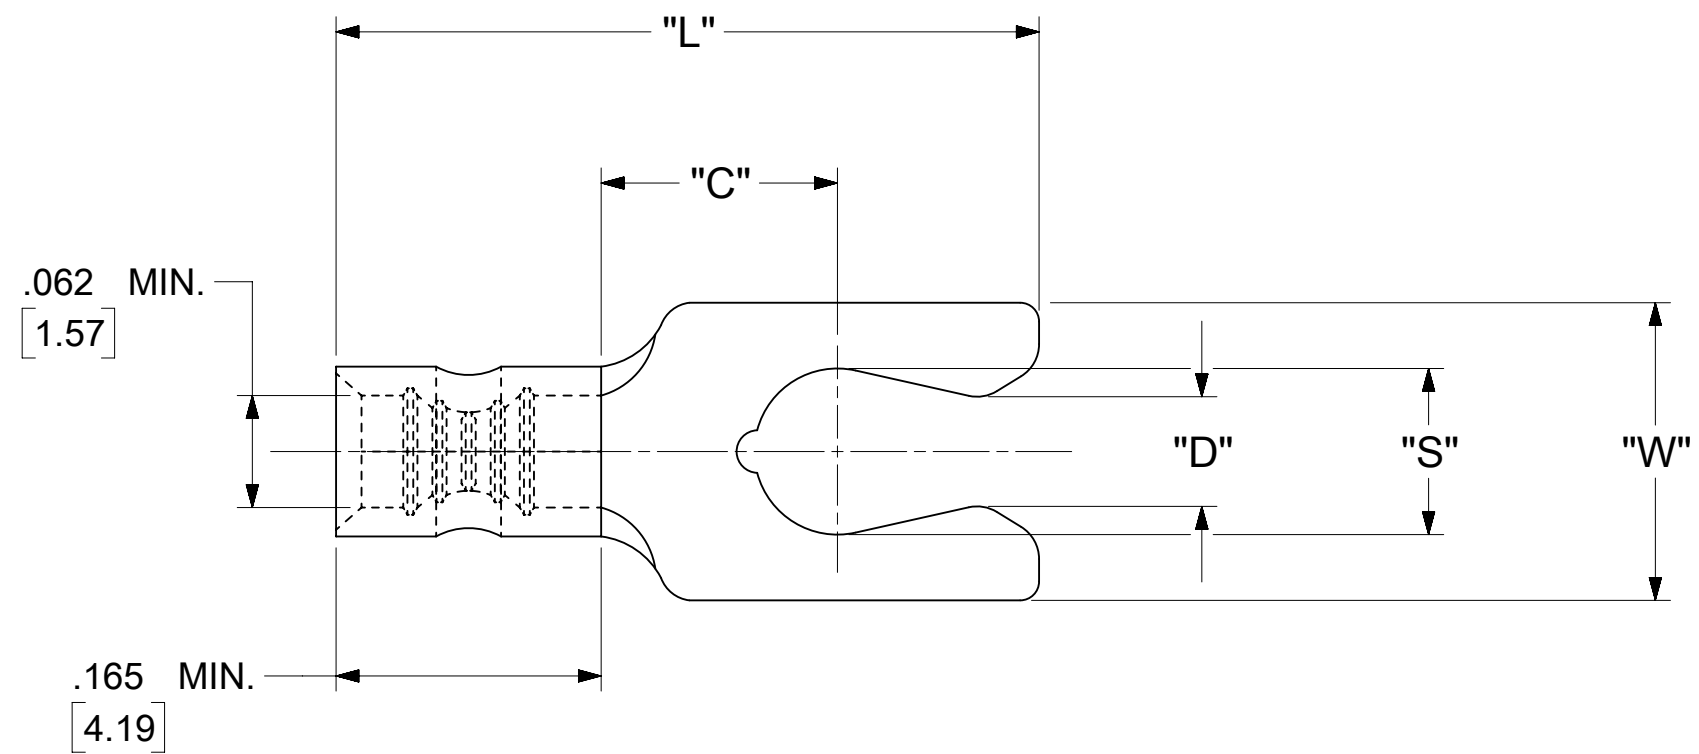 "L"
"C"
.062 MIN.
[1.57]
"D"
"S"
"W"
.165 MIN.
[4.19]